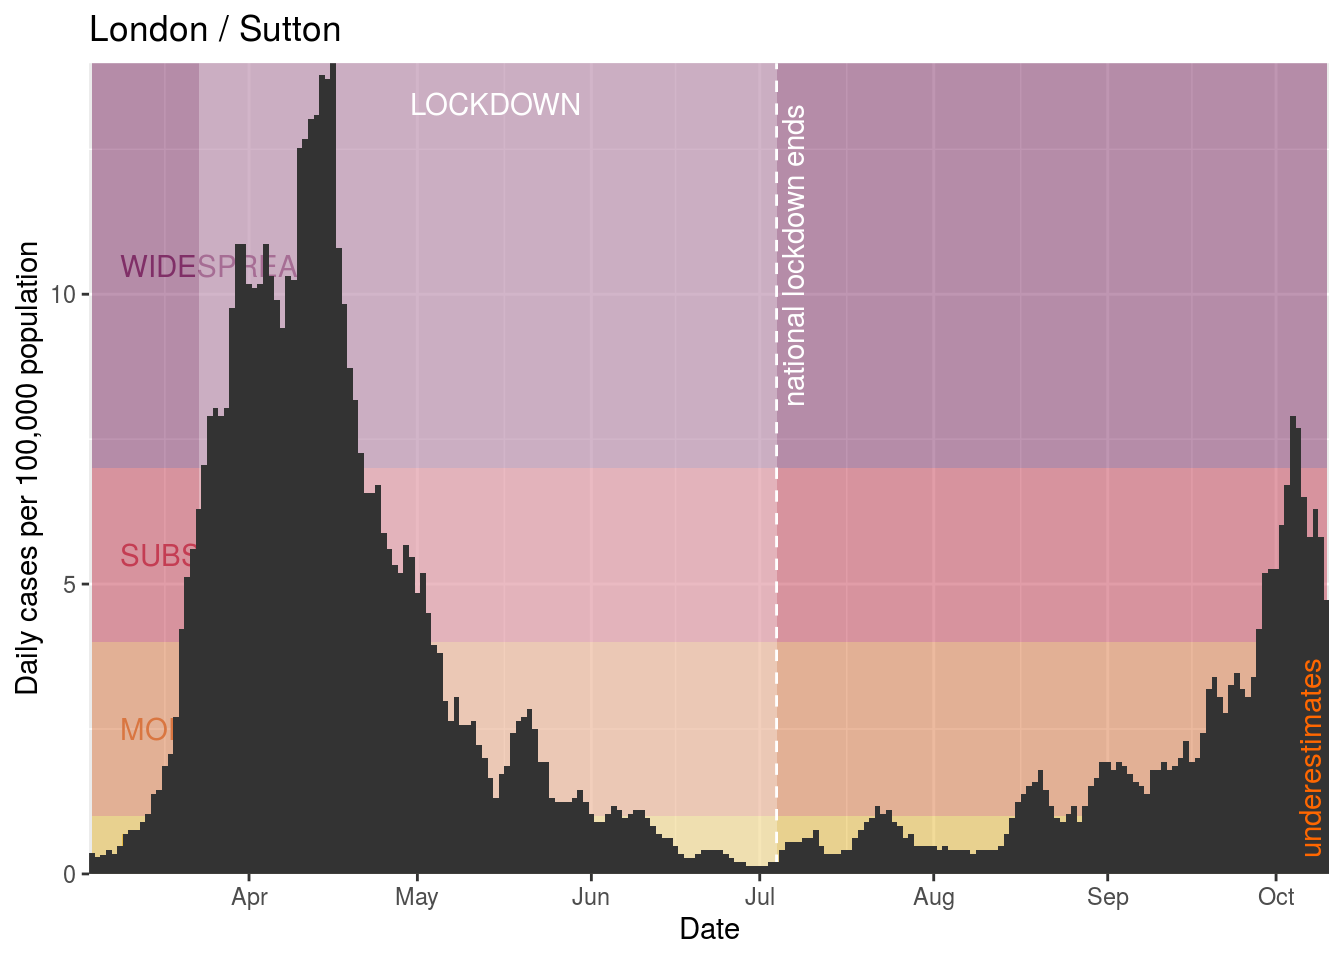 London / Sutton
LOCKDOWN
national lockdown ends
WIDESPREA
SUBS
MO
underestimates
Daily cases per 100,000 population
10
5
0
Apr May Jun Jul Aug Sep Oct
Date